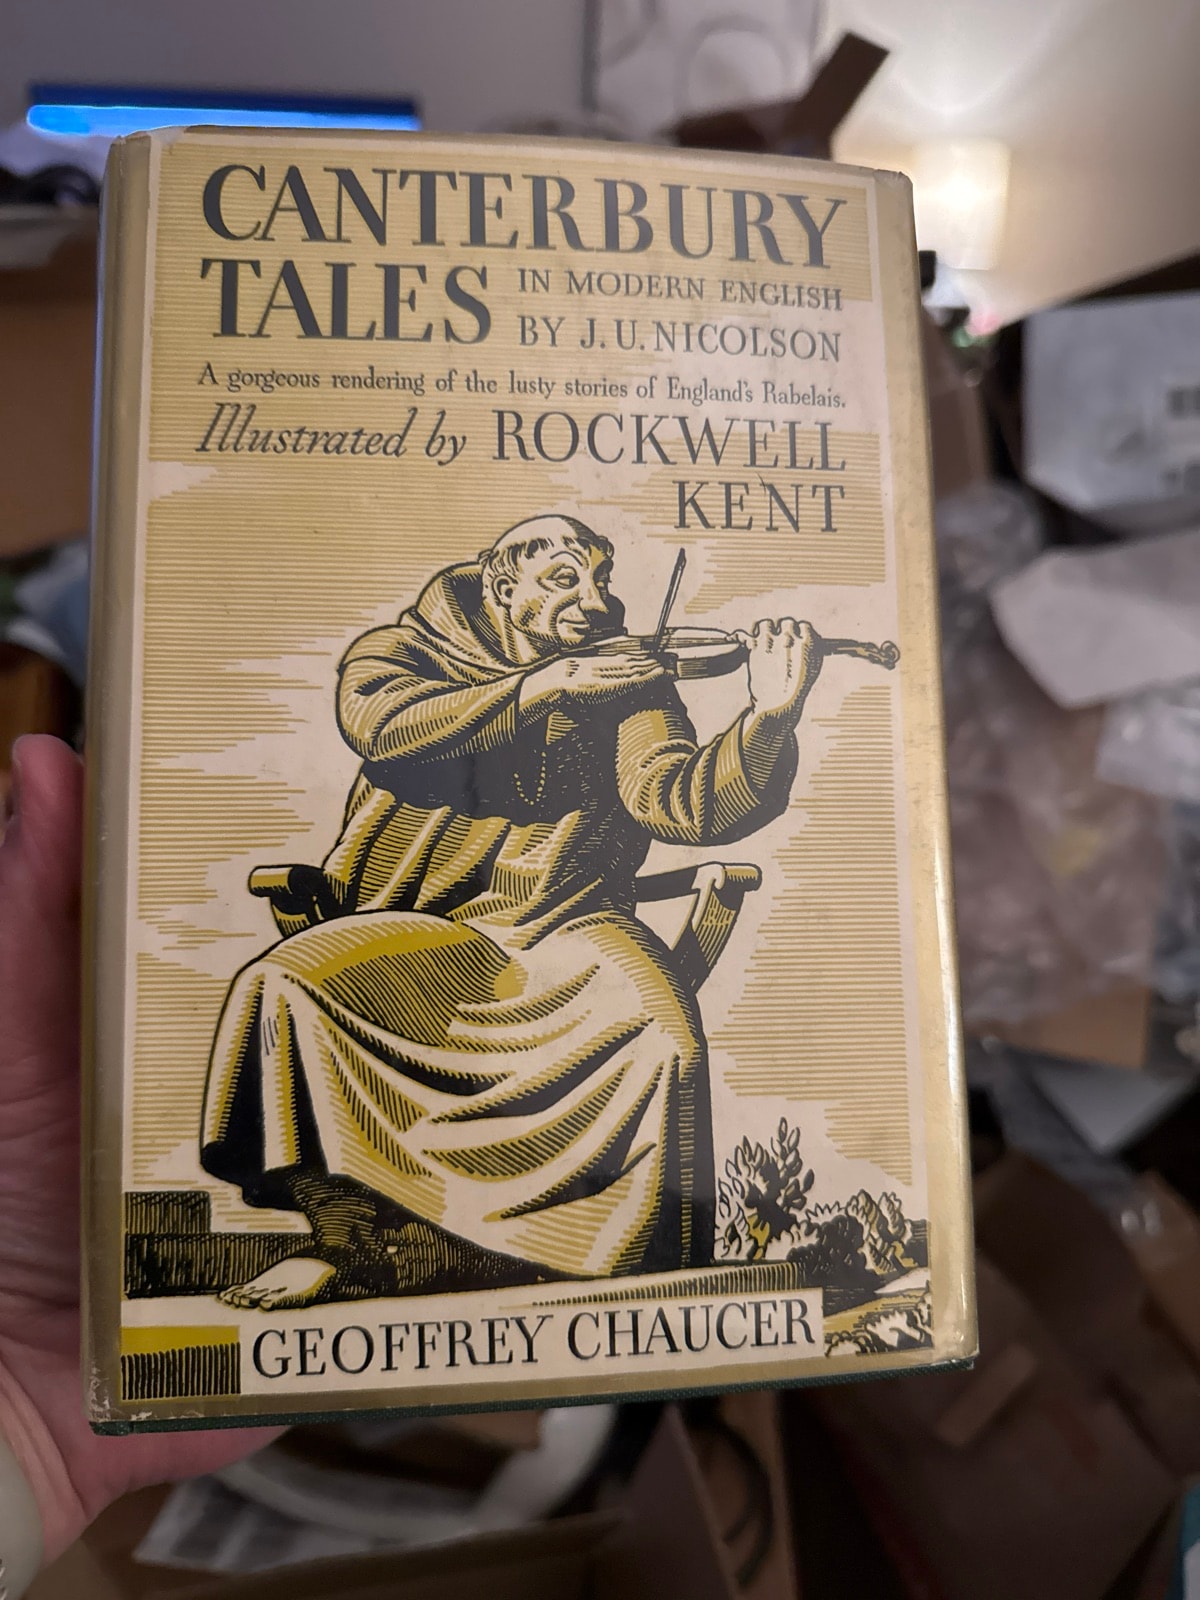 CANTERBURY
TALES IN MODERN ENGLISH
BY J. U. NICOLSON
A gorgeous rendering of the lusty stories of England's Rabelais.
Illustrated by ROCKWELL
KENT
GEOFFREY CHAUCER